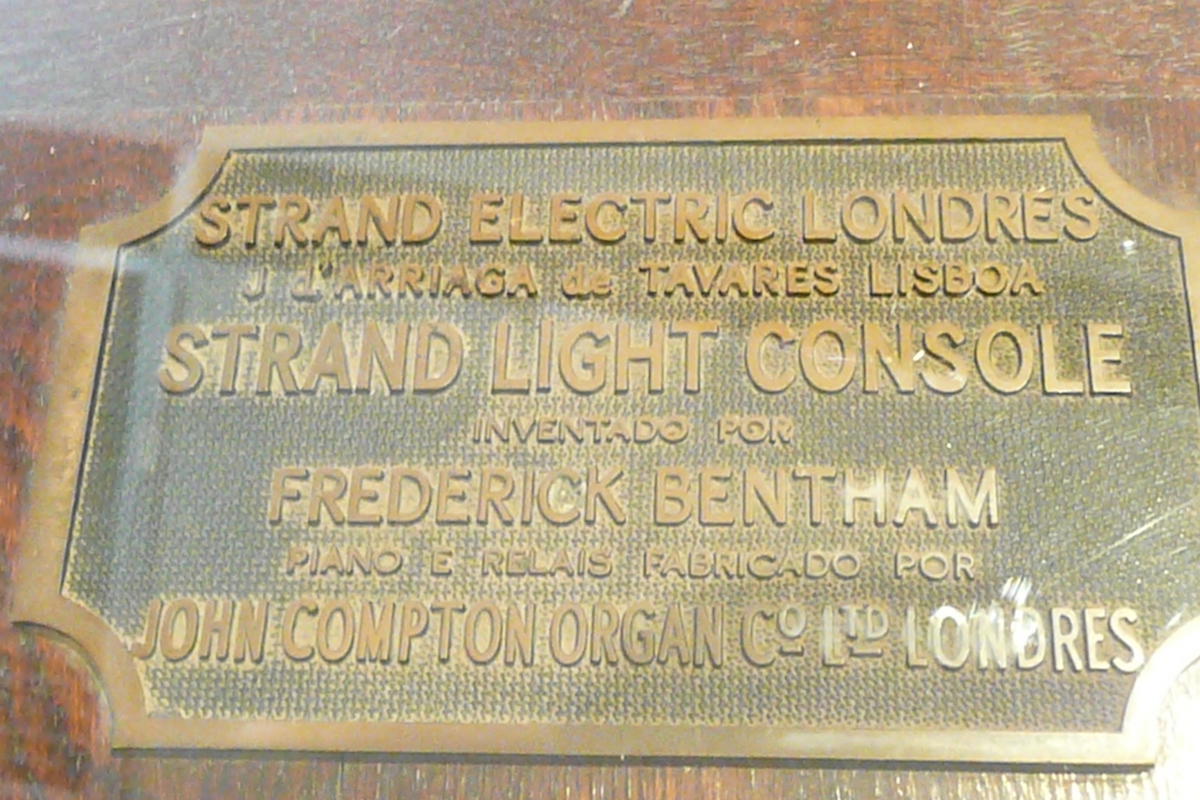 STRAND ELECTRIC LONDRES
J d'ARRIAGA de TAVARES LISBOA
STRAND LIGHT CONSOLE
INVENTADO POR
FREDERICK BENTHAM
PIANO E RELAIS FABRICADO POR
JOHN COMPTON ORGAN Cº LTD LONDRES